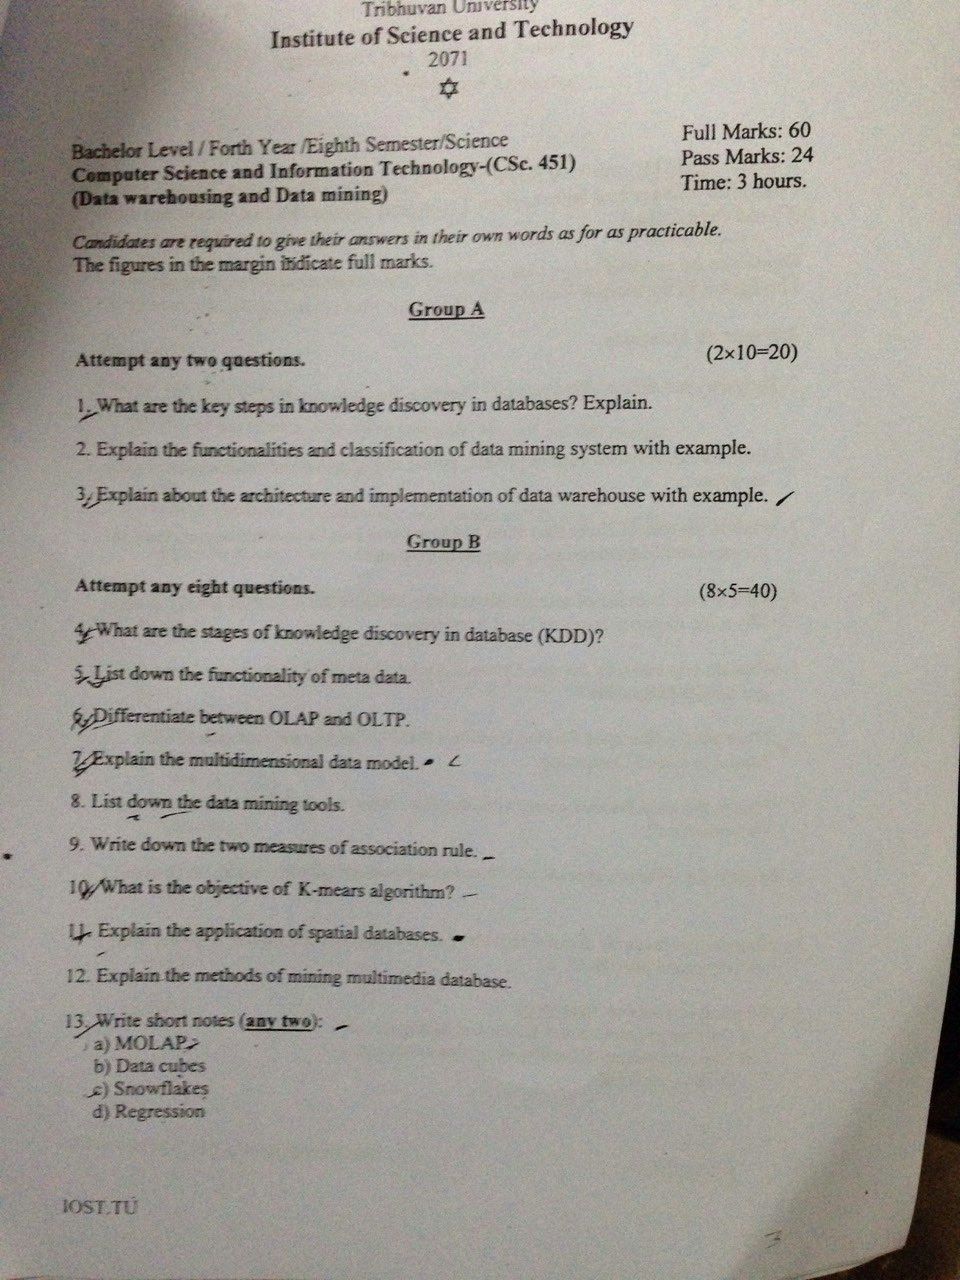 Tribhuvan University
Institute of Science and Technology
2071
Bachelor Level / Forth Year /Eighth Semester/Science
Full Marks: 60
Computer Science and Information Technology-(CSc. 451)
Pass Marks: 24
(Data warehousing and Data mining)
Time: 3 hours.
Candidates are required to give their answers in their own words as for as practicable.
The figures in the margin indicate full marks.
Group A
Attempt any two questions.
(2×10=20)
1. What are the key steps in knowledge discovery in databases? Explain.
2. Explain the functionalities and classification of data mining system with example.
3. Explain about the architecture and implementation of data warehouse with example.
Group B
Attempt any eight questions.
(8×5=40)
4. What are the stages of knowledge discovery in database (KDD)?
5. List down the functionality of meta data.
6. Differentiate between OLAP and OLTP.
7. Explain the multidimensional data model.
8. List down the data mining tools.
9. Write down the two measures of association rule.
10. What is the objective of K-mears algorithm?
11. Explain the application of spatial databases.
12. Explain the methods of mining multimedia database.
13. Write short notes (any two):
a) MOLAP
b) Data cubes
c) Snowflakes
d) Regression
IOST,TU